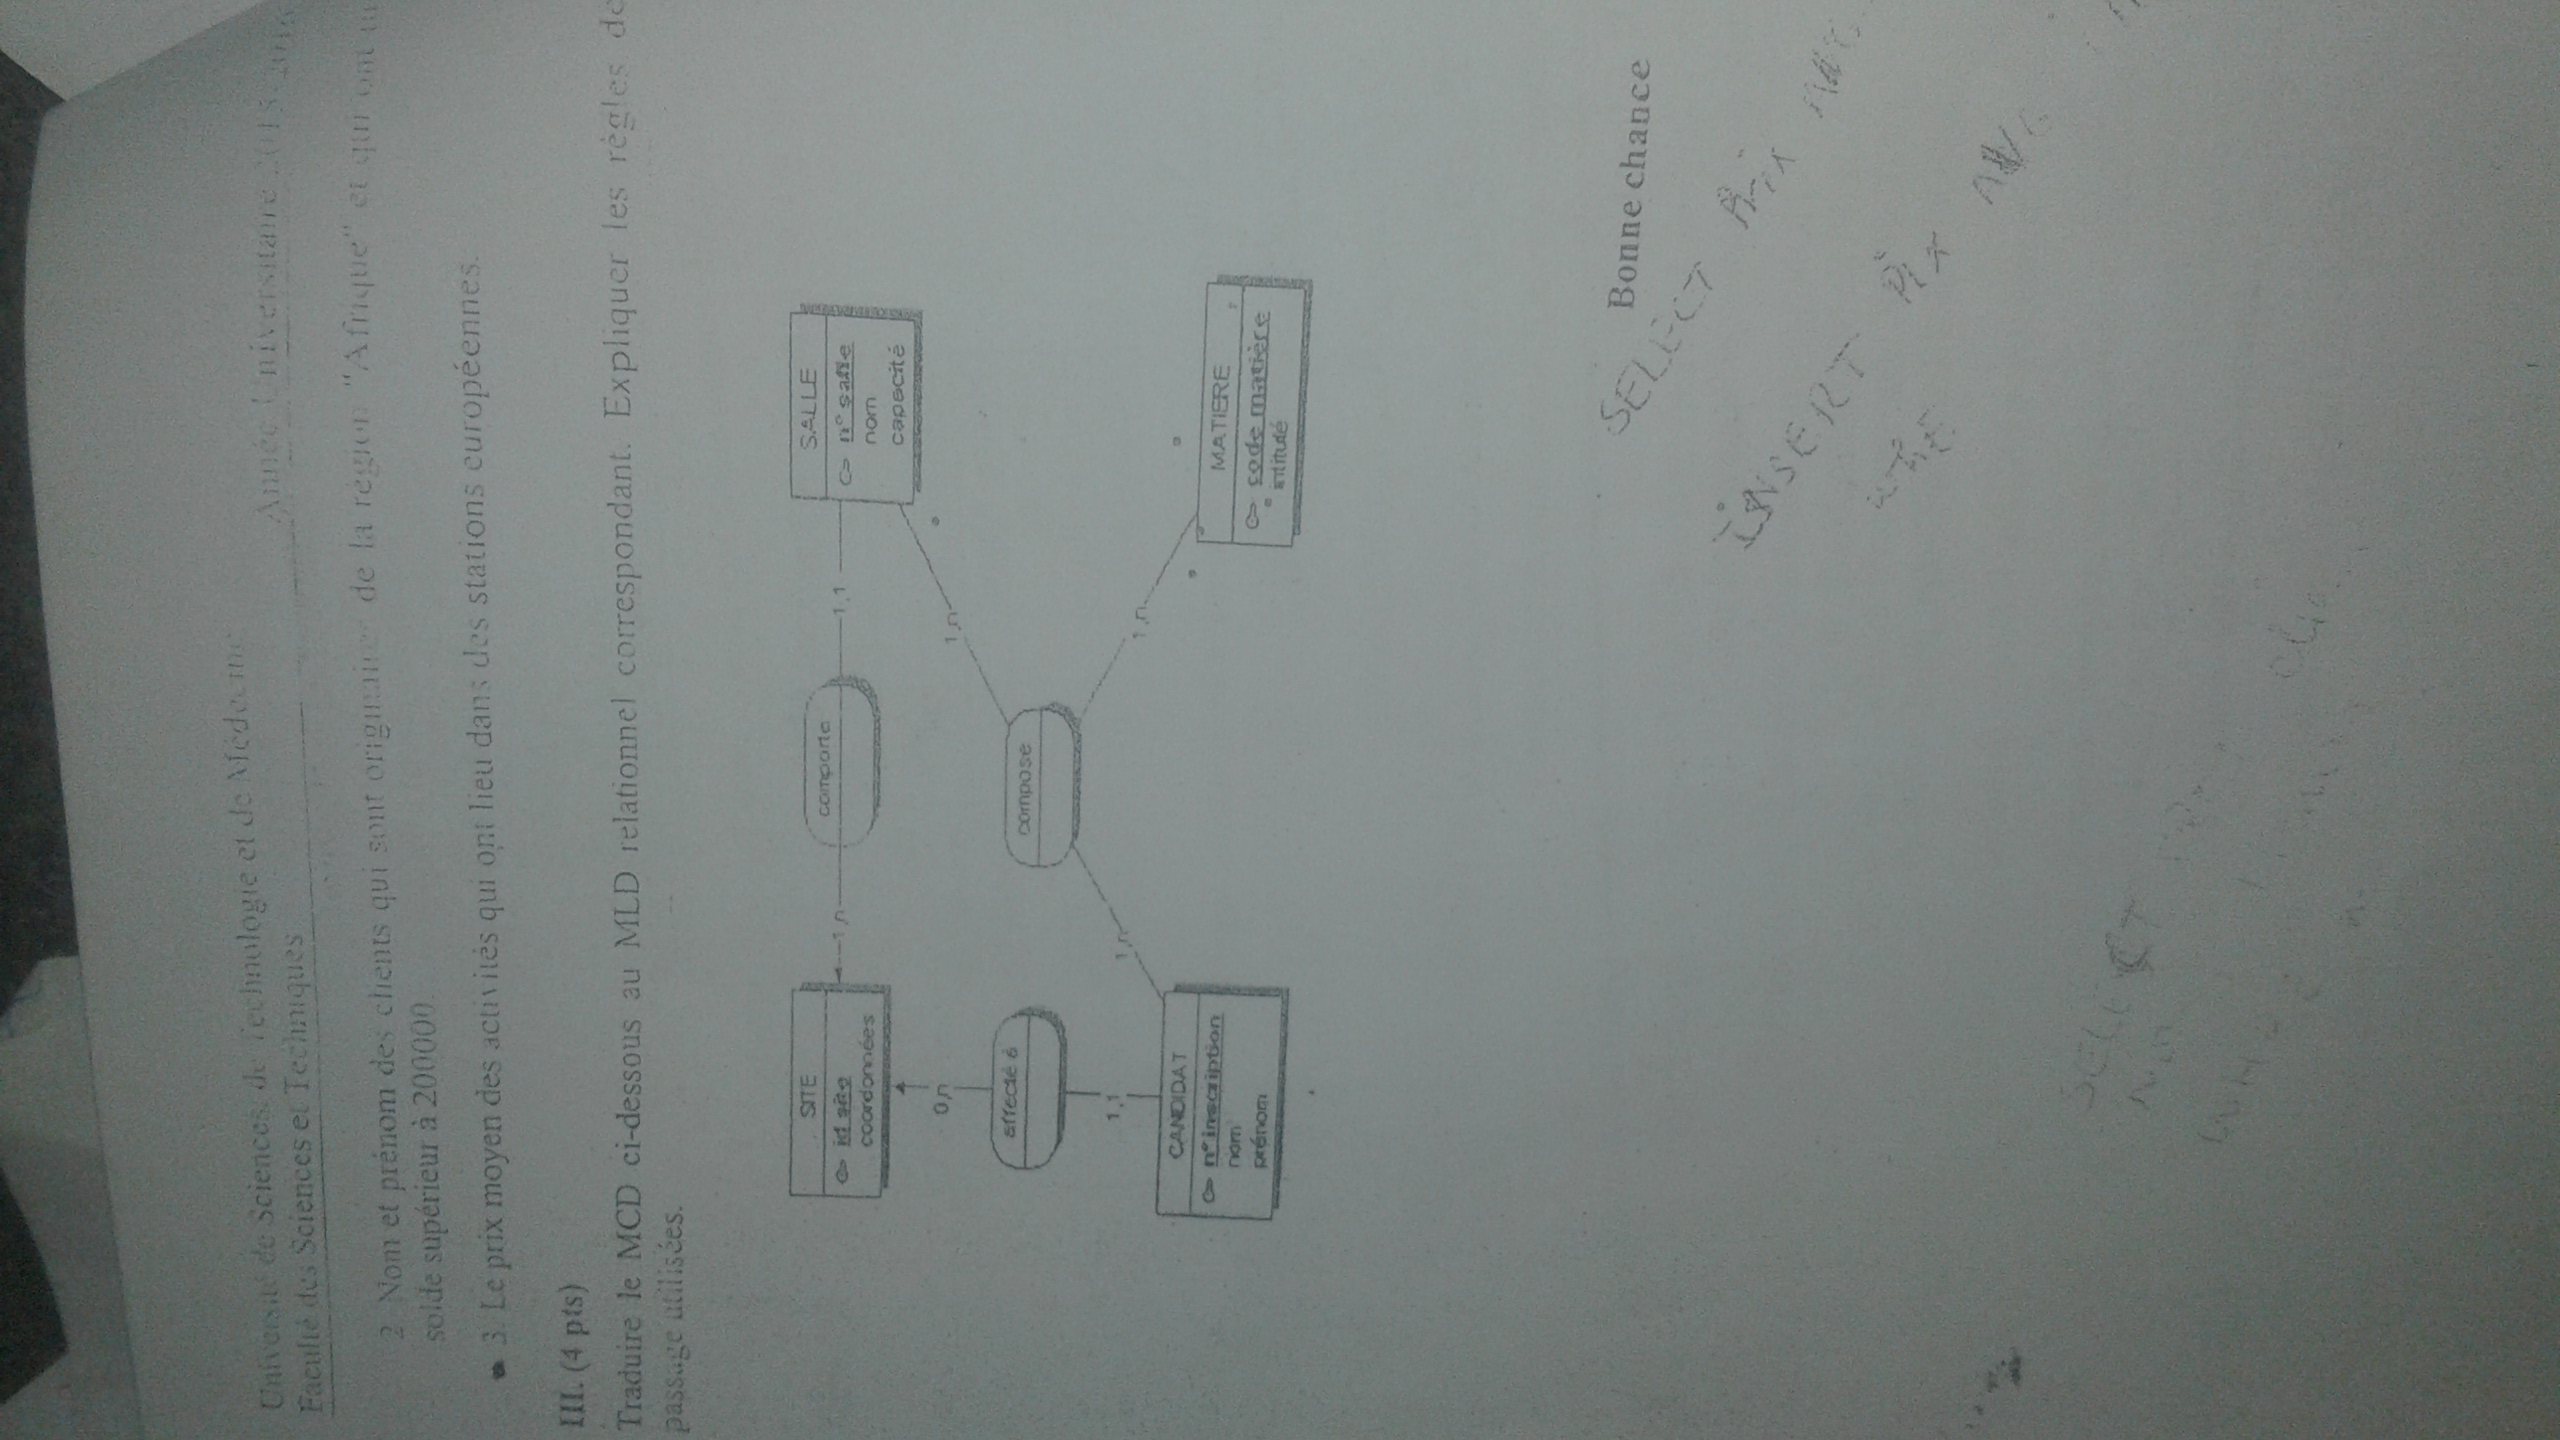 Université de Sciences, de Technologie et de Médecine
Année Universitaire 2015-2016
Faculté des Sciences et Techniques
2. Nom et prénom des clients qui sont originaires de la région "Afrique" et qui ont un
solde supérieur à 200000.
3. Le prix moyen des activités qui ont lieu dans des stations européennes.
III. (4 pts)
Traduire le MCD ci-dessous au MLD relationnel correspondant. Expliquer les règles de
passage utilisées.
SITE
id site
coordonnées
1,n
comporte
1,1
SALLE
n° salle
nom
capacité
0,n
1,n
affecté à
compose
1,1
1,n
1,n
CANDIDAT
n° inscription
nom
prénom
MATIERE
code matière
intitulé
Bonne chance
SELECT Prix
INSERT
SELECT